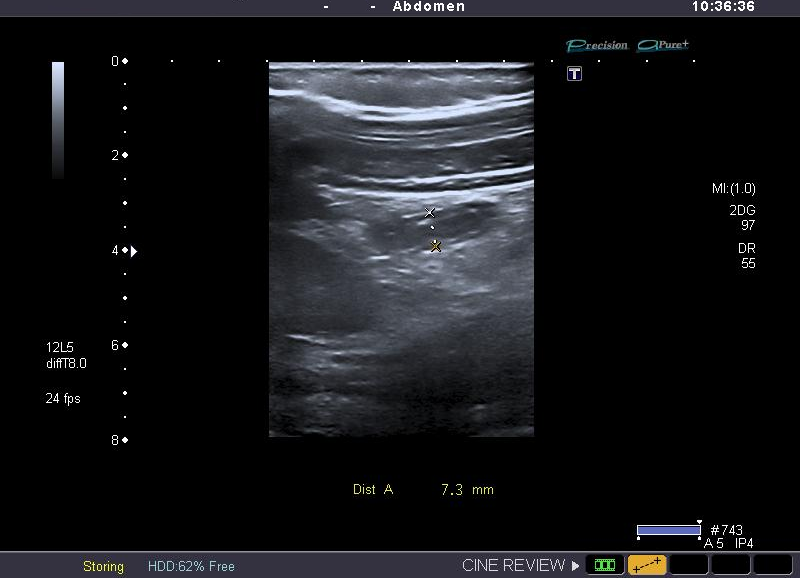 - - Abdomen 10:36:36
Precision APure+
T
0
2
4
6
8
MI:(1.0)
2DG
97
DR
55
12L5
diffT8.0
24 fps
Dist A 7.3 mm
#743
A 5 IP4
Storing HDD:62% Free CINE REVIEW